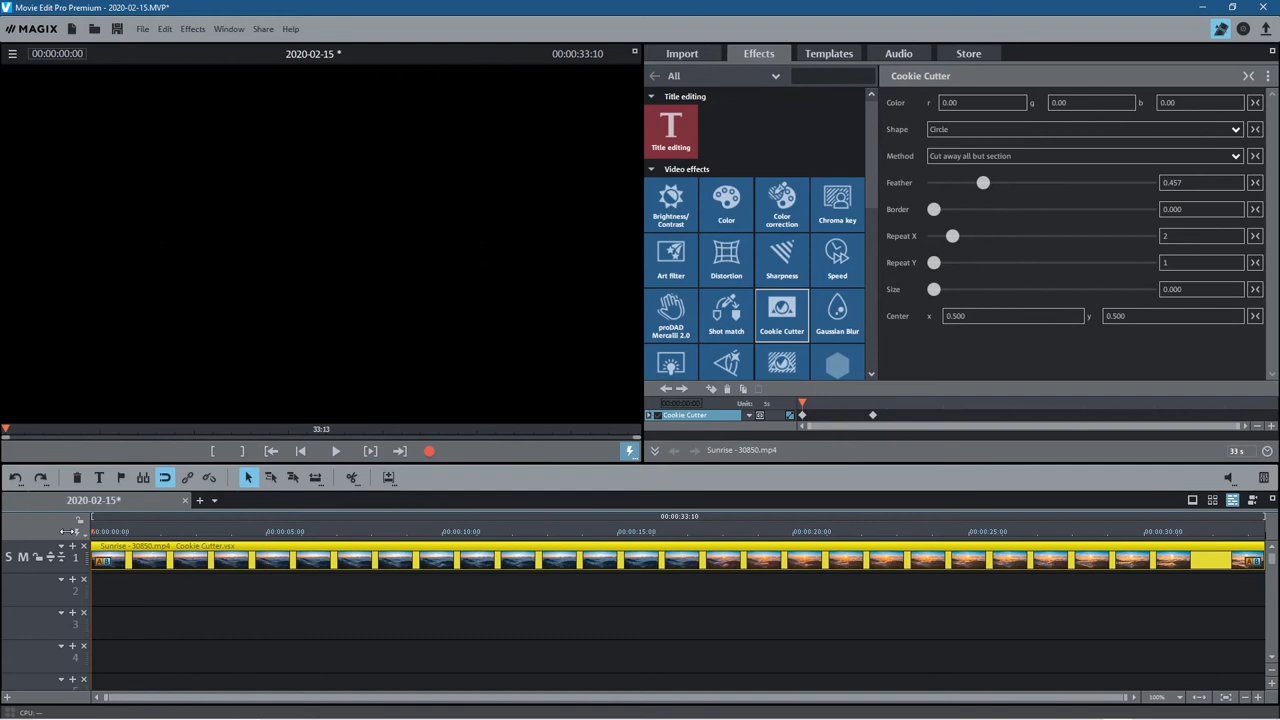 Movie Edit Pro Premium - 2020-02-15.MVP*
MAGIX File Edit Effects Window Share Help
00:00:00:00 2020-02-15 * 00:00:33:10
Import Effects Templates Audio Store
All
Cookie Cutter
Title editing
Title editing
Video effects
Brightness/
Contrast
Color
Color
correction
Chroma key
Art filter
Distortion
Sharpness
Speed
proDAD
Mercalli 2.0
Shot match
Cookie Cutter
Gaussian Blur
Color r 0.00 g 0.00 b 0.00
Shape Circle
Method Cut away all but section
Feather 0.457
Border 0.000
Repeat X 2
Repeat Y 1
Size 0.000
Center x 0.500 y 0.500
00:00:00:00 Unit: 5s
Cookie Cutter
33:13
Sunrise - 30850.mp4 33 s
2020-02-15*
00:00:33:10
00:00:00:00 00:00:05:00 00:00:10:00 00:00:15:00 00:00:20:00 00:00:25:00 00:00:30:00
Sunrise - 30850.mp4 Cookie Cutter.vsx
S M 1
AB AB
2
3
4
100%
CPU: —